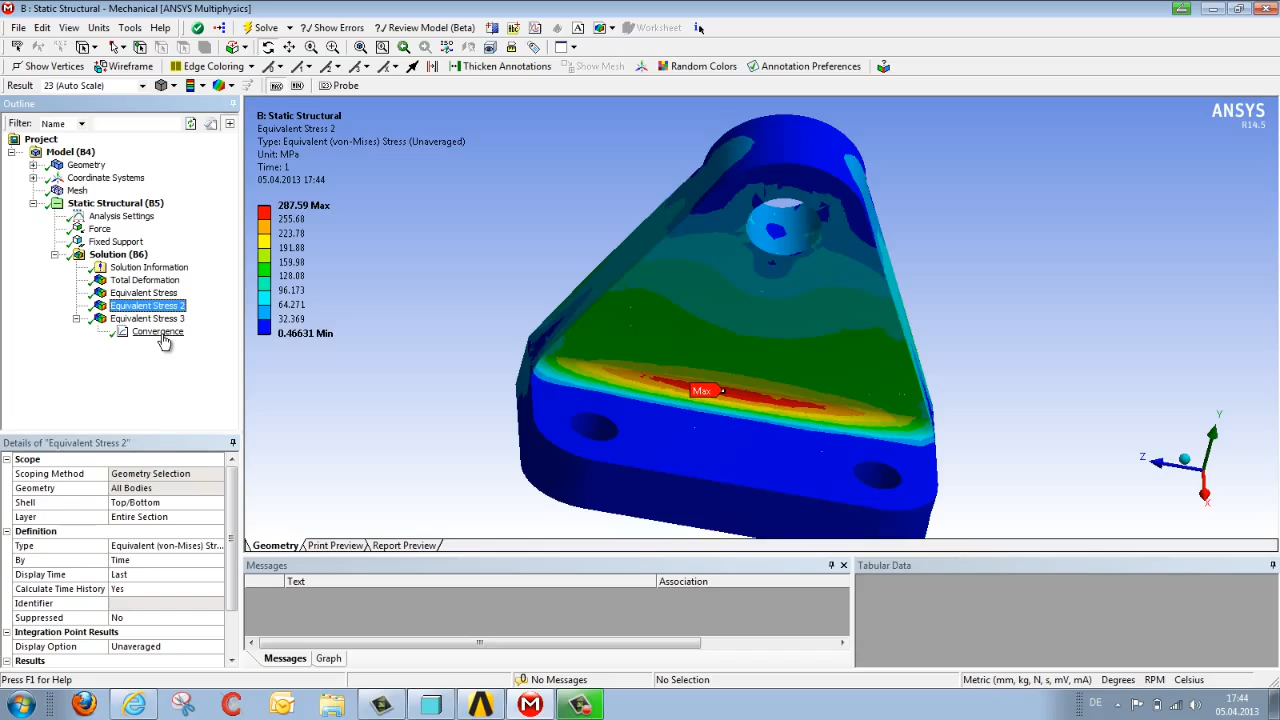 B : Static Structural - Mechanical [ANSYS Multiphysics]
File Edit View Units Tools Help Solve ?/ Show Errors ?/ Review Model (Beta) Worksheet
Show Vertices Wireframe Edge Coloring Thicken Annotations Show Mesh Random Colors Annotation Preferences
Result 23 (Auto Scale) Probe
Outline
Filter: Name
Project
Model (B4)
Geometry
Coordinate Systems
Mesh
Static Structural (B5)
Analysis Settings
Force
Fixed Support
Solution (B6)
Solution Information
Total Deformation
Equivalent Stress
Equivalent Stress 2
Equivalent Stress 3
Convergence
Details of "Equivalent Stress 2"
Scope
Scoping Method Geometry Selection
Geometry All Bodies
Shell Top/Bottom
Layer Entire Section
Definition
Type Equivalent (von-Mises) Str...
By Time
Display Time Last
Calculate Time History Yes
Identifier
Suppressed No
Integration Point Results
Display Option Unaveraged
Results
B: Static Structural
Equivalent Stress 2
Type: Equivalent (von-Mises) Stress (Unaveraged)
Unit: MPa
Time: 1
05.04.2013 17:44
287.59 Max
255.68
223.78
191.88
159.98
128.08
96.173
64.271
32.368
0.46631 Min
ANSYS
R14.5
Max
Y
Z
X
Geometry Print Preview Report Preview
Messages
Text Association
Messages Graph
Tabular Data
Press F1 for Help 0 No Messages No Selection Metric (mm, kg, N, s, mV, mA) Degrees RPM Celsius
DE 17:44
05.04.2013